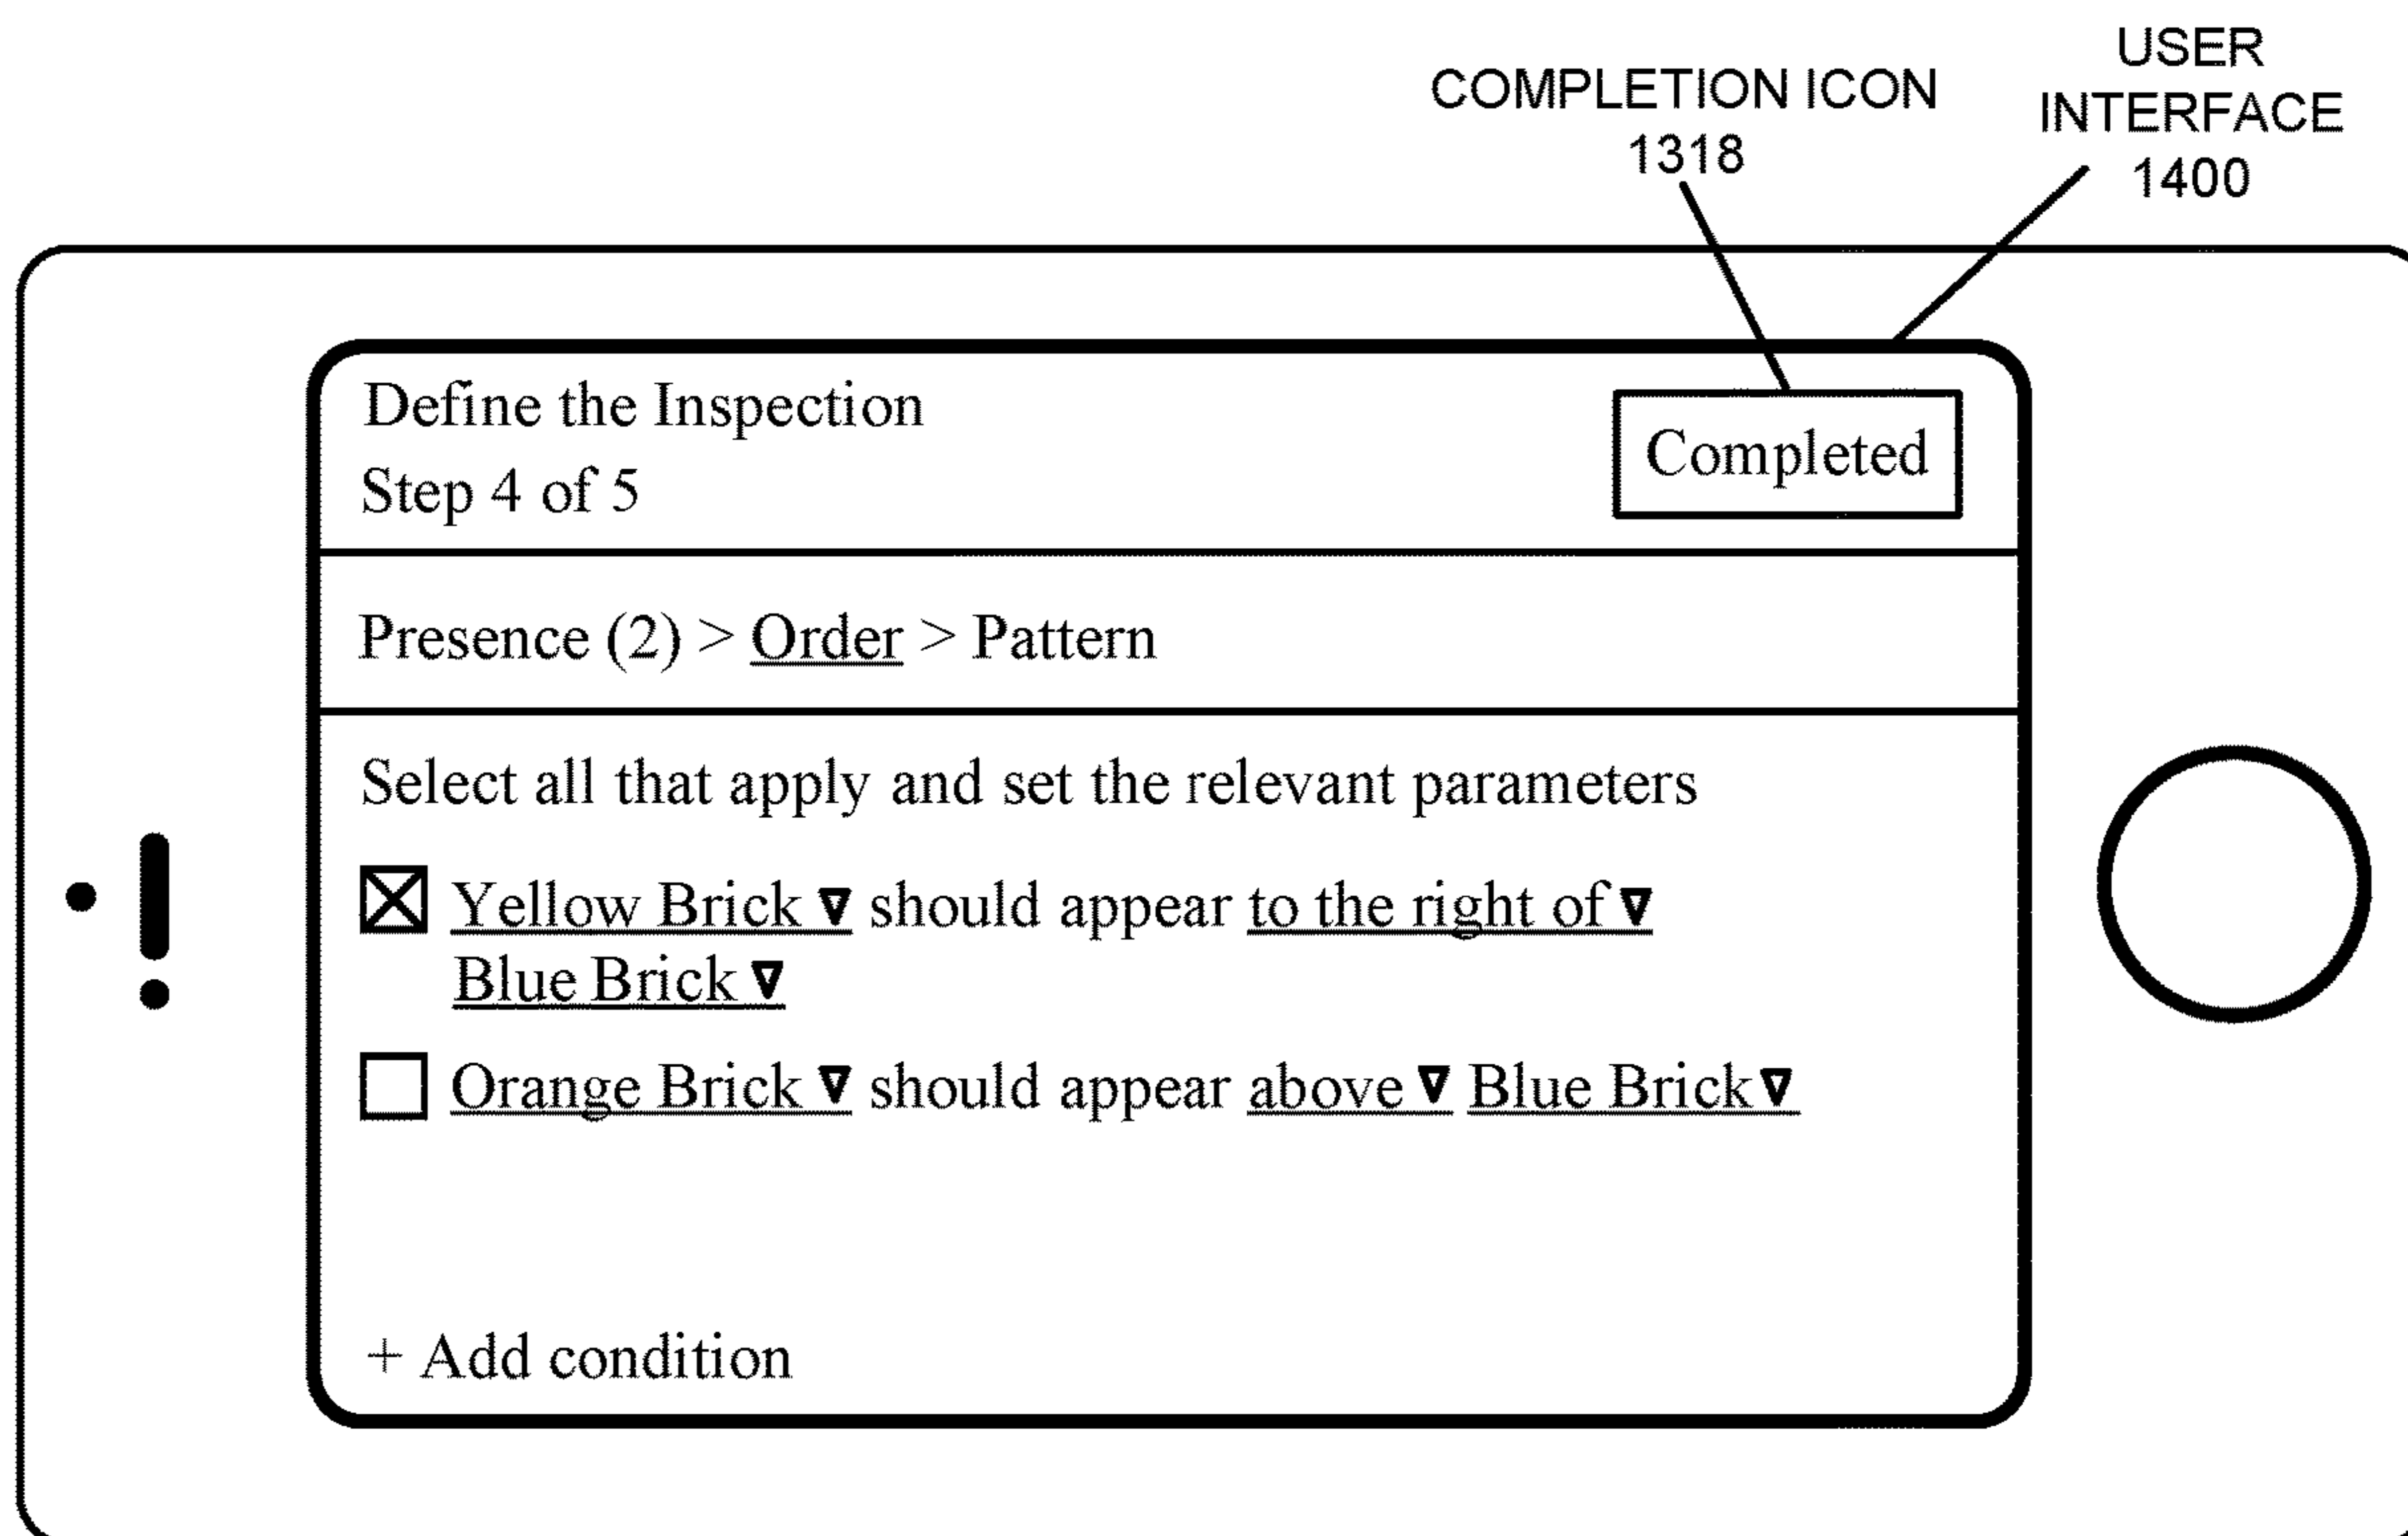 COMPLETION ICON
1318
USER
INTERFACE
1400
Define the Inspection
Step 4 of 5
Completed
Presence (2) > Order > Pattern
Select all that apply and set the relevant parameters
Yellow Brick ▽ should appear to the right of ▽
Blue Brick ▽
Orange Brick ▽ should appear above ▽ Blue Brick ▽
+ Add condition